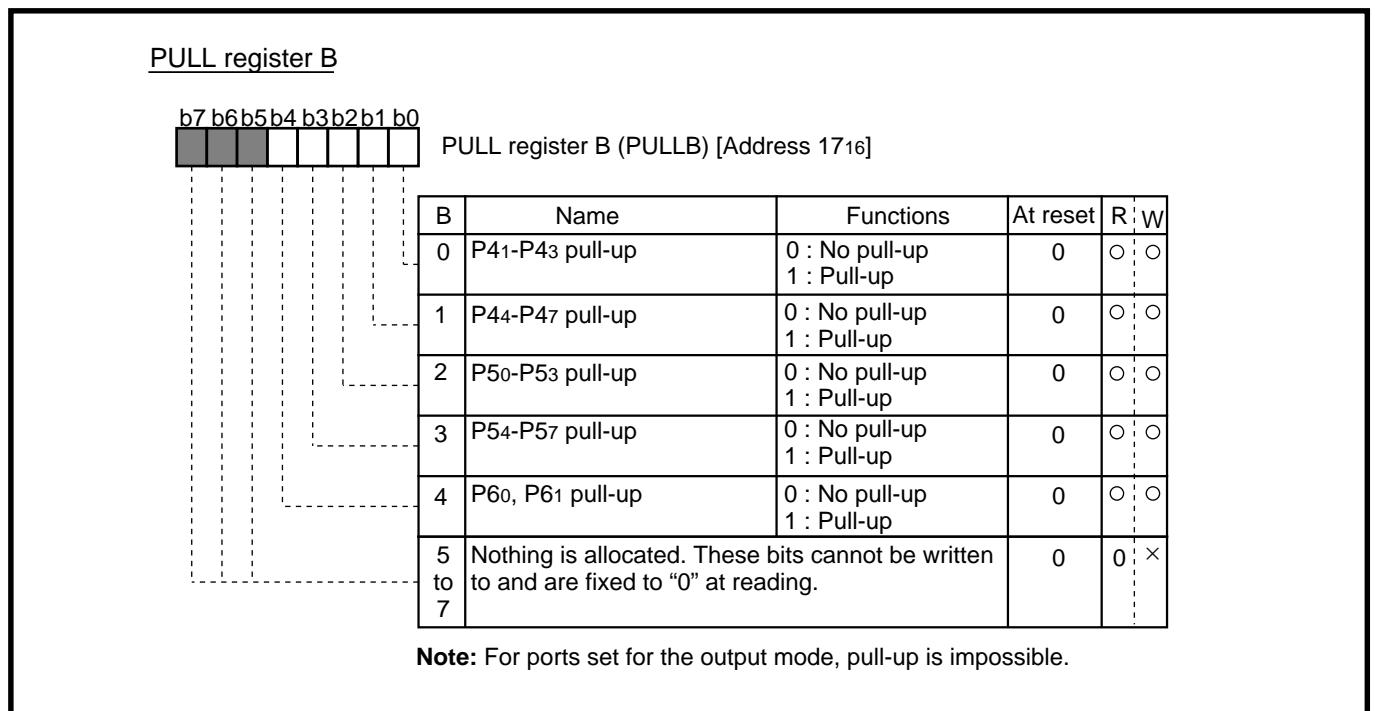 PULL register B
b7 b6 b5 b4 b3 b2 b1 b0
PULL register B (PULLB) [Address 1716]
B Name Functions At reset R W
0 P41-P43 pull-up 0 : No pull-up 0 ○ ○
1 : Pull-up
1 P44-P47 pull-up 0 : No pull-up 0 ○ ○
1 : Pull-up
2 P50-P53 pull-up 0 : No pull-up 0 ○ ○
1 : Pull-up
3 P54-P57 pull-up 0 : No pull-up 0 ○ ○
1 : Pull-up
4 P60, P61 pull-up 0 : No pull-up 0 ○ ○
1 : Pull-up
5 Nothing is allocated. These bits cannot be written 0 0 ×
to to and are fixed to “0” at reading.
7
Note: For ports set for the output mode, pull-up is impossible.